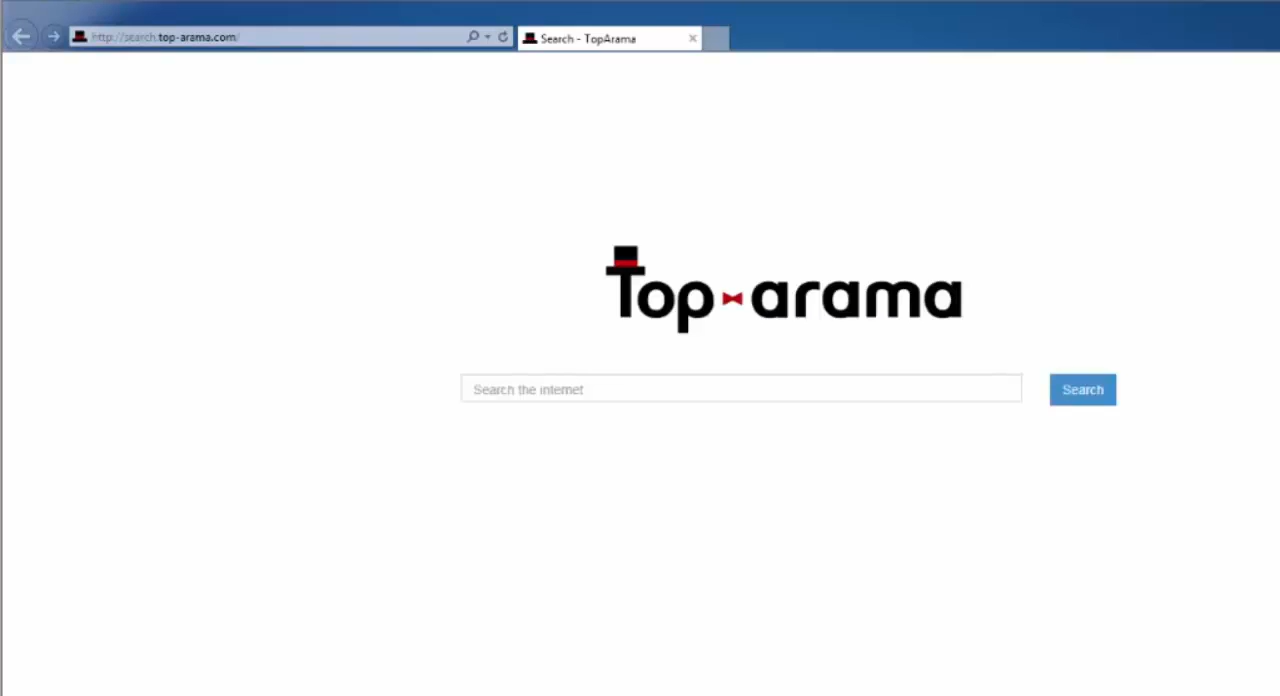 http://search.top-arama.com/
Search - TopArama
Top-arama
Search the internet
Search